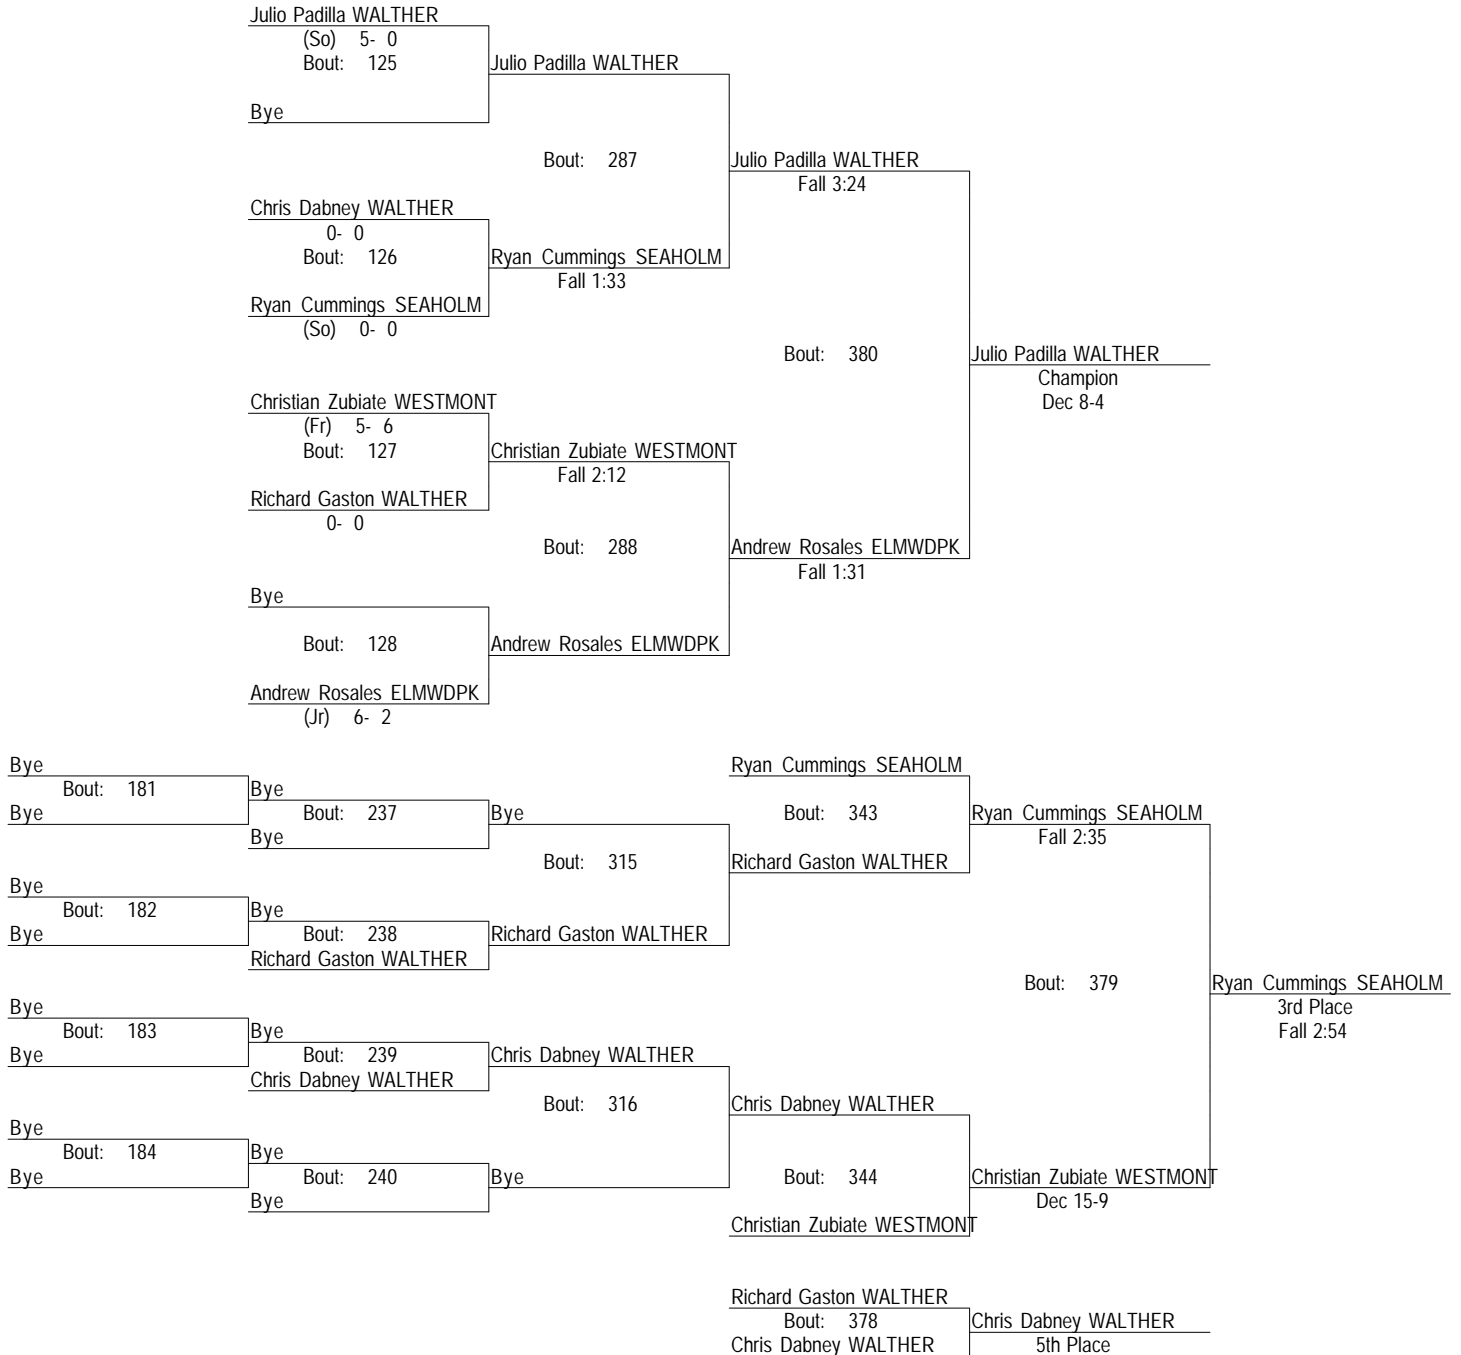 Julio Padilla WALTHER
(So) 5- 0
Bout: 125
Julio Padilla WALTHER
Bye
Bout: 287
Julio Padilla WALTHER
Fall 3:24
Chris Dabney WALTHER
0- 0
Bout: 126
Ryan Cummings SEAHOLM
Fall 1:33
Ryan Cummings SEAHOLM
(So) 0- 0
Bout: 380
Julio Padilla WALTHER
Champion
Dec 8-4
Christian Zubiate WESTMONT
(Fr) 5- 6
Bout: 127
Christian Zubiate WESTMONT
Fall 2:12
Richard Gaston WALTHER
0- 0
Bout: 288
Andrew Rosales ELMWDPK
Fall 1:31
Bye
Bout: 128
Andrew Rosales ELMWDPK
Andrew Rosales ELMWDPK
(Jr) 6- 2
Bye
Bout: 181
Bye
Bye
Bout: 237
Bye
Bye
Ryan Cummings SEAHOLM
Bout: 343
Ryan Cummings SEAHOLM
Fall 2:35
Bout: 315
Richard Gaston WALTHER
Bye
Bout: 182
Bye
Bye
Bout: 238
Richard Gaston WALTHER
Richard Gaston WALTHER
Bout: 379
Ryan Cummings SEAHOLM
3rd Place
Fall 2:54
Bye
Bout: 183
Bye
Bye
Bout: 239
Chris Dabney WALTHER
Chris Dabney WALTHER
Bout: 316
Chris Dabney WALTHER
Bye
Bout: 184
Bye
Bye
Bout: 240
Bye
Bye
Bout: 344
Christian Zubiate WESTMONT
Dec 15-9
Christian Zubiate WESTMONT
Richard Gaston WALTHER
Bout: 378
Chris Dabney WALTHER
Chris Dabney WALTHER
5th Place